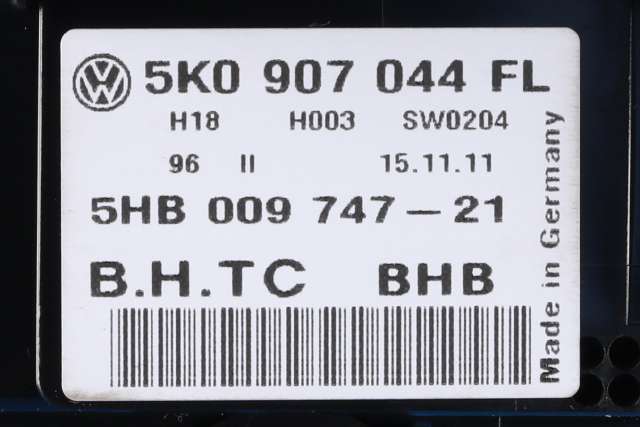 5K0 907 044 FL
H18 H003 SW0204
96 II 15.11.11
5HB 009 747-21
B.H.TC BHB
Made in Germany